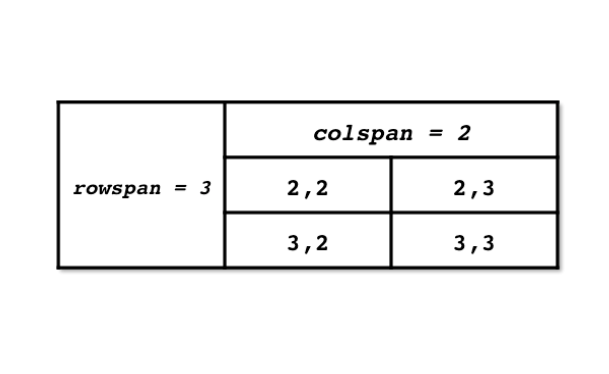 colspan = 2
rowspan = 3
2,2
2,3
3,2
3,3